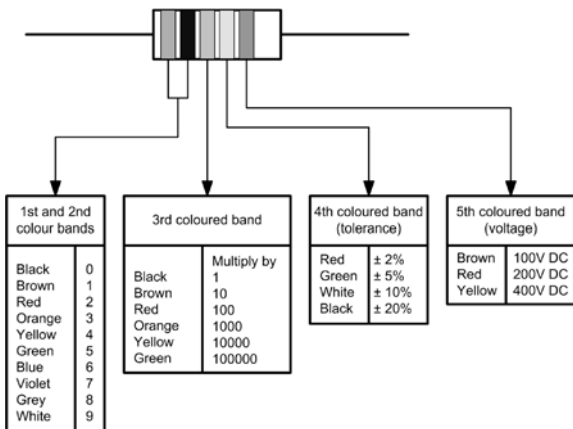 1st and 2nd
colour bands
Black 0
Brown 1
Red 2
Orange 3
Yellow 4
Green 5
Blue 6
Violet 7
Grey 8
White 9
3rd coloured band
Multiply by
Black 1
Brown 10
Red 100
Orange 1000
Yellow 10000
Green 100000
4th coloured band
(tolerance)
Red ± 2%
Green ± 5%
White ± 10%
Black ± 20%
5th coloured band
(voltage)
Brown 100V DC
Red 200V DC
Yellow 400V DC